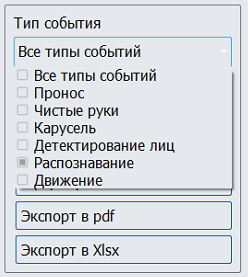 Тип события
Все типы событий
Все типы событий
Пронос
Чистые руки
Карусель
Детектирование лиц
Распознавание
Движение
Экспорт в pdf
Экспорт в Xlsx